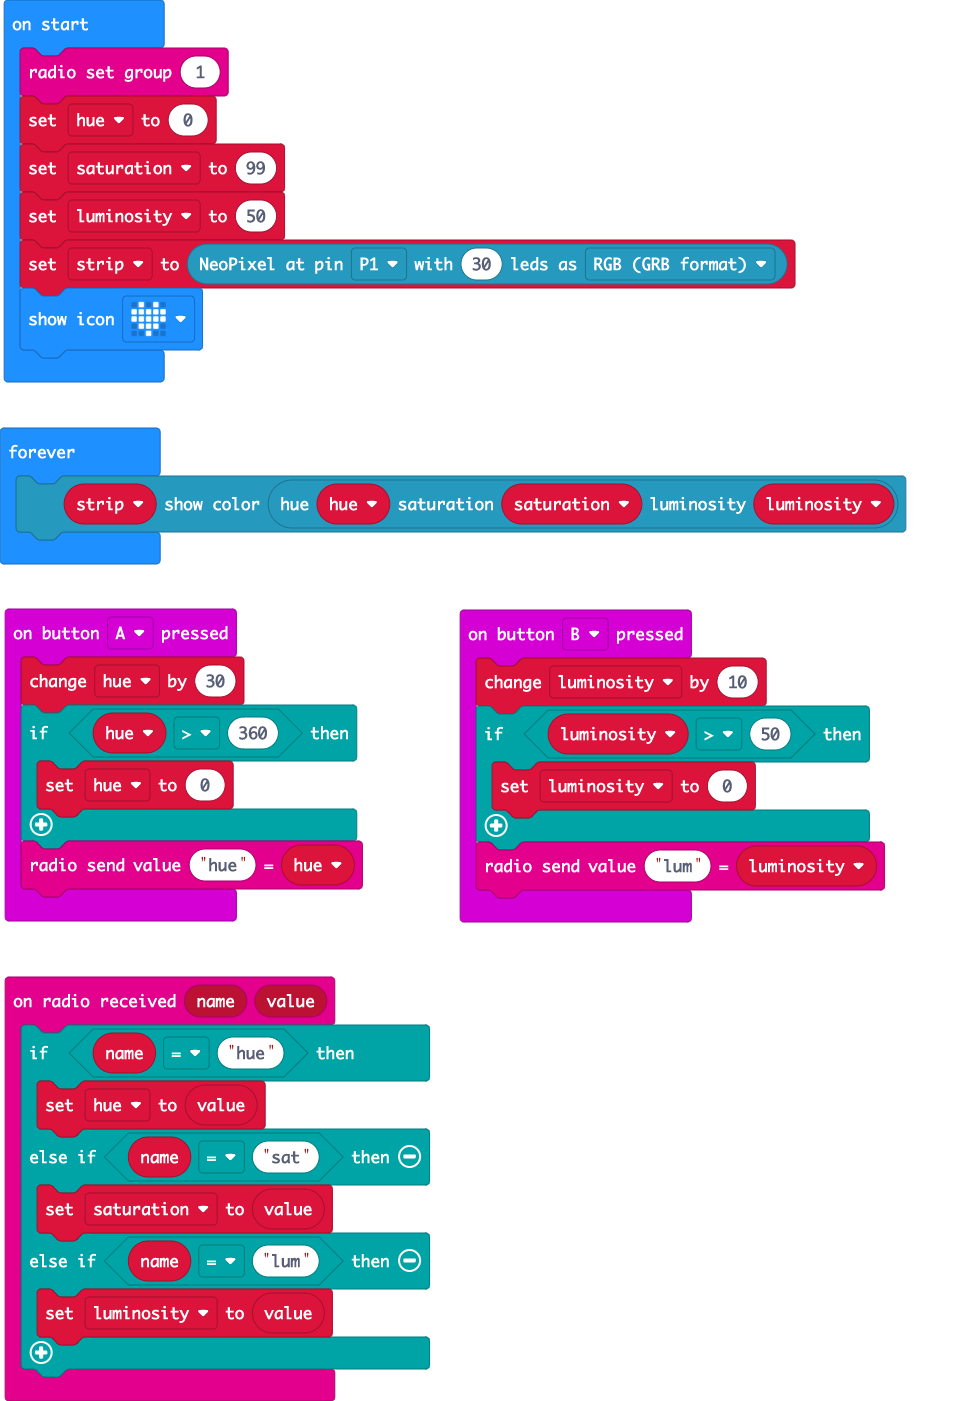 on start
radio set group 1
set hue to 0
set saturation to 99
set luminosity to 50
set strip to NeoPixel at pin P1 with 30 leds as RGB (GRB format)
show icon
forever
strip show color hue hue saturation saturation luminosity luminosity
on button A pressed
change hue by 30
if hue > 360 then
set hue to 0
radio send value "hue" = hue
on button B pressed
change luminosity by 10
if luminosity > 50 then
set luminosity to 0
radio send value "lum" = luminosity
on radio received name value
if name = "hue" then
set hue to value
else if name = "sat" then
set saturation to value
else if name = "lum" then
set luminosity to value